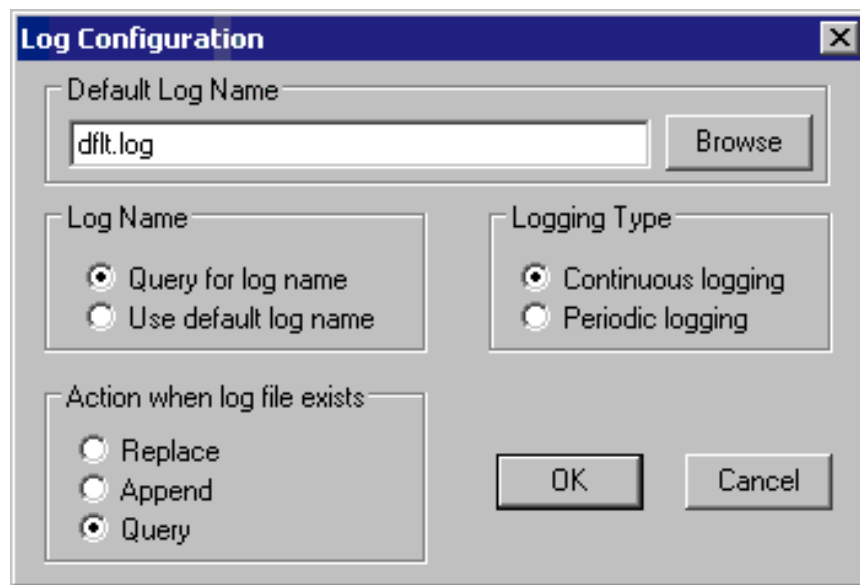 Log Configuration
Default Log Name
dflt.log
Browse
Log Name
Query for log name
Use default log name
Logging Type
Continuous logging
Periodic logging
Action when log file exists
Replace
Append
Query
OK
Cancel